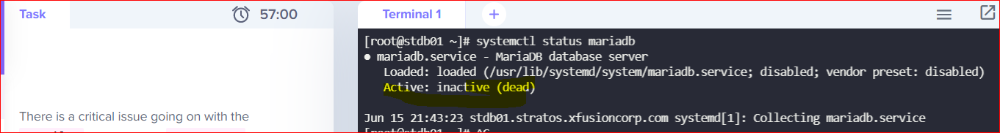 Task
57:00
Terminal 1
+
[root@stdb01 ~]# systemctl status mariadb
● mariadb.service - MariaDB database server
Loaded: loaded (/usr/lib/systemd/system/mariadb.service; disabled; vendor preset: disabled)
Active: inactive (dead)
There is a critical issue going on with the
Jun 15 21:43:23 stdb01.stratos.xfusioncorp.com systemd[1]: Collecting mariadb.service
[root@stdb01 ~]# ^C